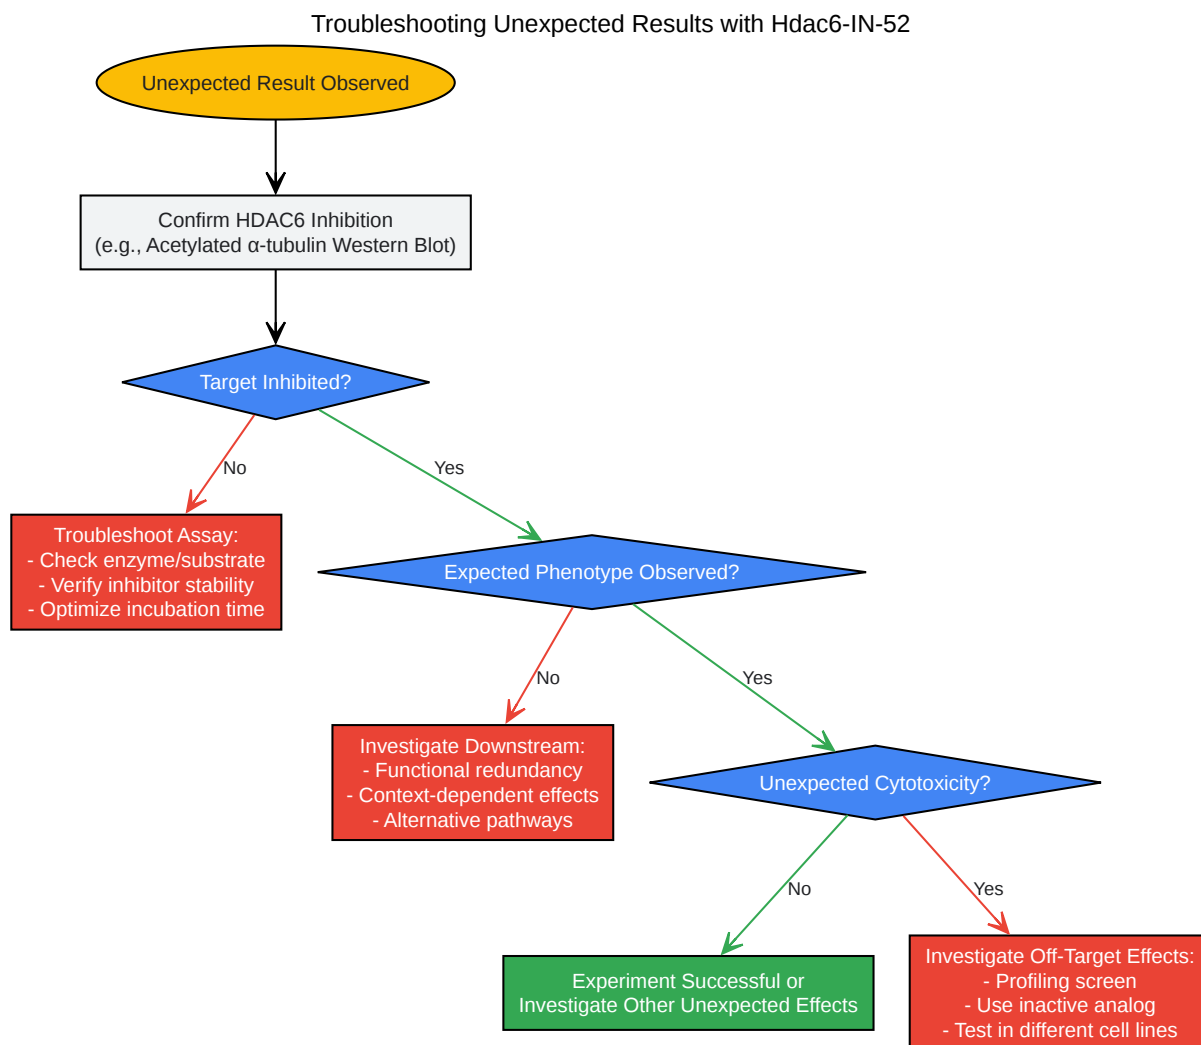 Troubleshooting Unexpected Results with Hdac6-IN-52
Unexpected Result Observed
Confirm HDAC6 Inhibition
(e.g., Acetylated α-tubulin Western Blot)
Target Inhibited?
No
Yes
Troubleshoot Assay:
- Check enzyme/substrate
- Verify inhibitor stability
- Optimize incubation time
Expected Phenotype Observed?
No
Yes
Investigate Downstream:
- Functional redundancy
- Context-dependent effects
- Alternative pathways
Unexpected Cytotoxicity?
No
Yes
Experiment Successful or
Investigate Other Unexpected Effects
Investigate Off-Target Effects:
- Profiling screen
- Use inactive analog
- Test in different cell lines